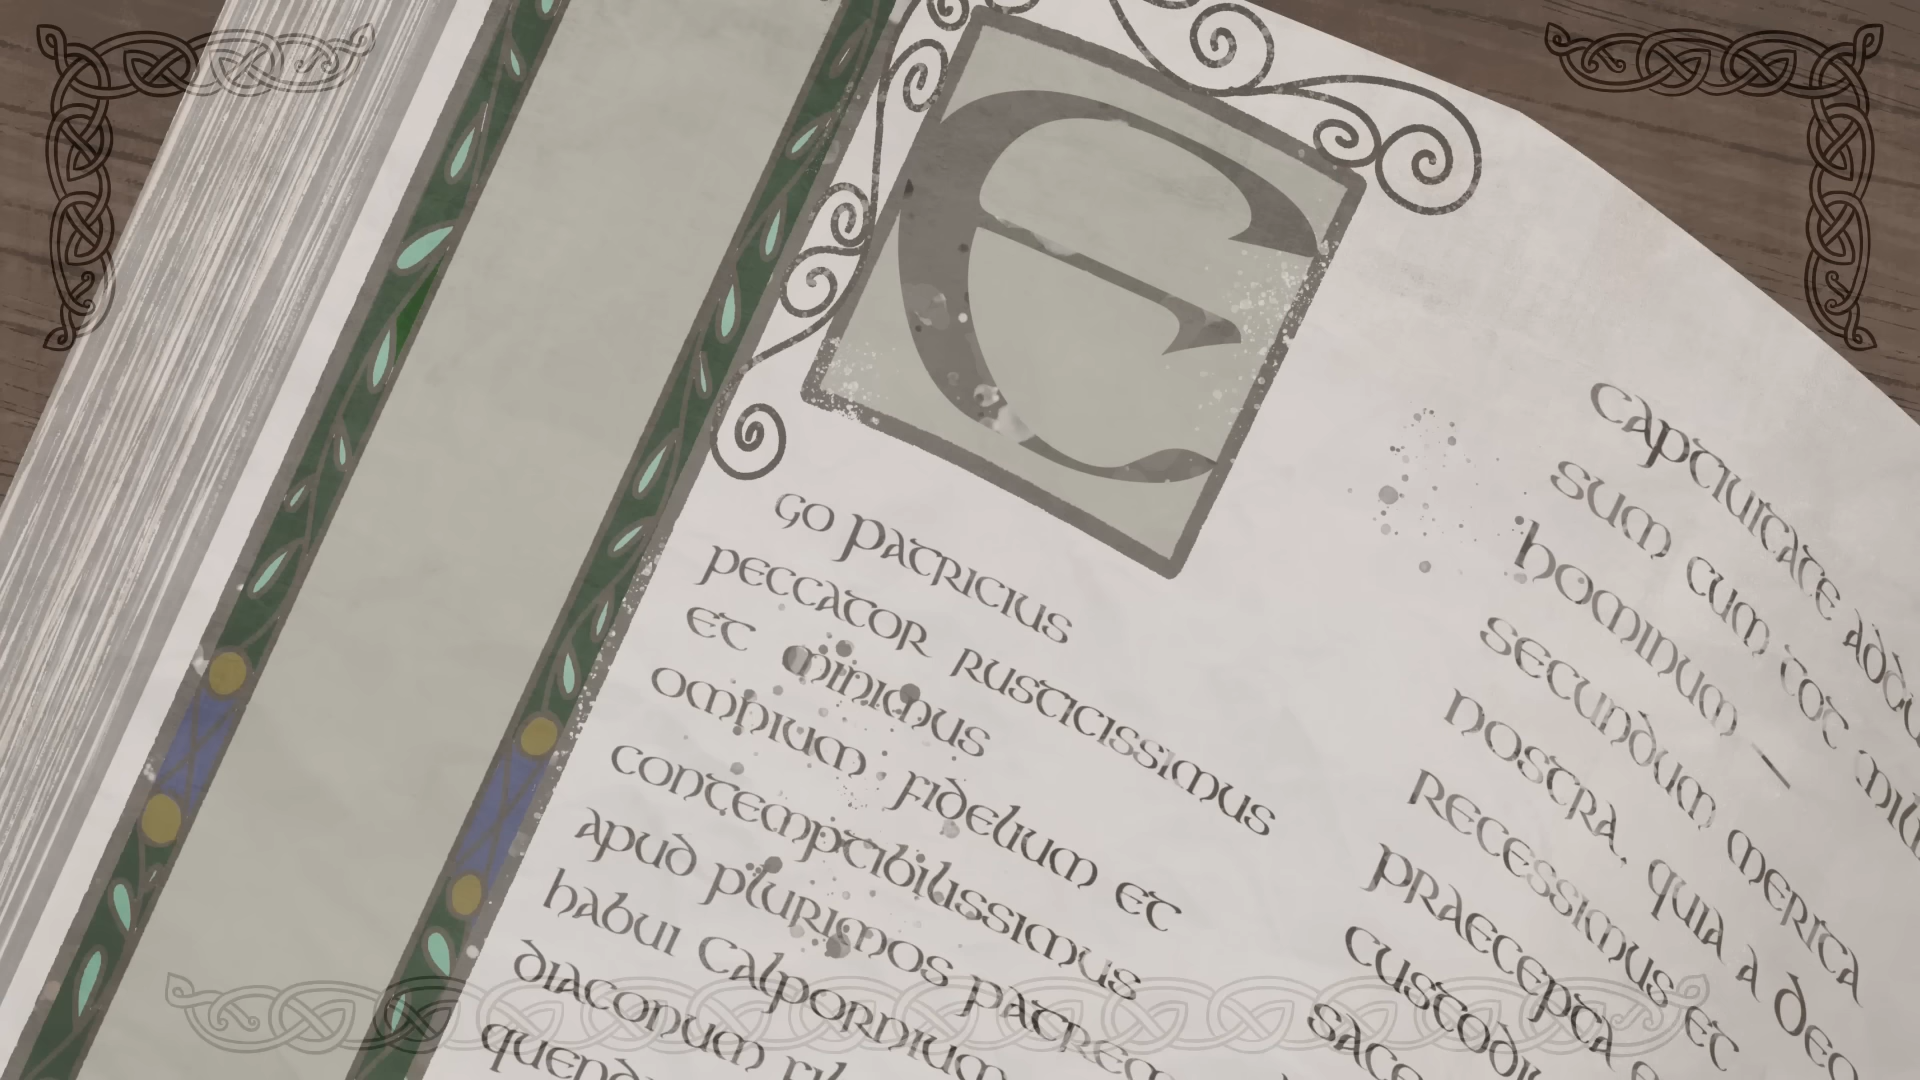 Ego patricius
peccator rusticissimus
et minimus
omnium fidelium et
contemptibilissimus
apud plurimos patrem
habui Calpornium
diaconum
captiuitate
sum cum tot
hominum —
secundum merita
nostra, quia a Deo
recessimus et
praecepta